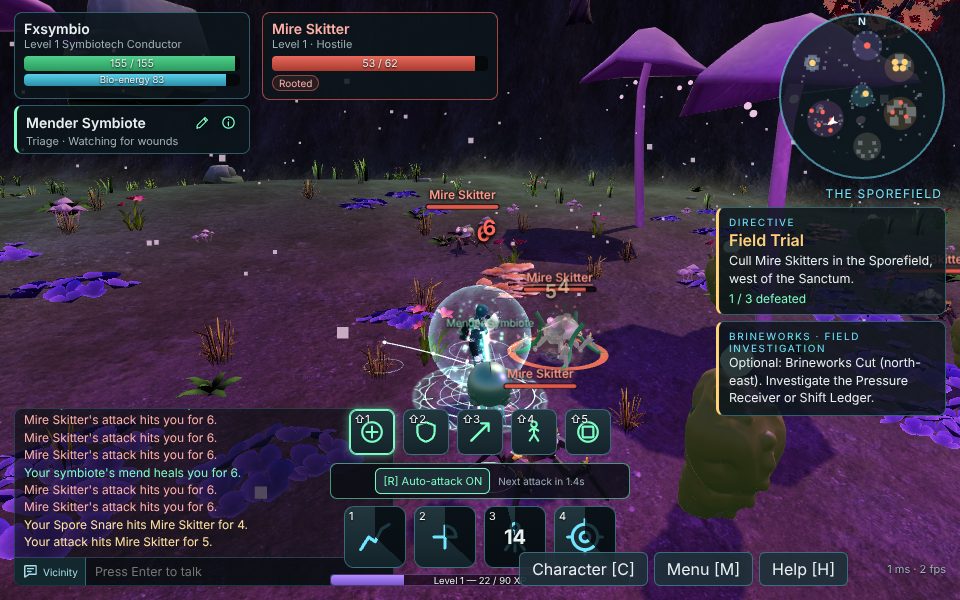 Fxsymbio
Level 1 Symbiotech Conductor
155 / 155
Bio-energy 83
Mender Symbiote
Triage · Watching for wounds
Mire Skitter
Level 1 · Hostile
53 / 62
Rooted
N
THE SPOREFIELD
DIRECTIVE
Field Trial
Cull Mire Skitters in the Sporefield,
west of the Sanctum.
1 / 3 defeated
BRINEWORKS · FIELD
INVESTIGATION
Optional: Brineworks Cut (north-
east). Investigate the Pressure
Receiver or Shift Ledger.
Mire Skitter
6
Mire Skitter
5
4
Mender Symbiote
Mire Skitter
Mire Skitter's attack hits you for 6.
Mire Skitter's attack hits you for 6.
Mire Skitter's attack hits you for 6.
Your symbiote's mend heals you for 6.
Mire Skitter's attack hits you for 6.
Mire Skitter's attack hits you for 6.
Your Spore Snare hits Mire Skitter for 4.
Your attack hits Mire Skitter for 5.
Vicinity
Press Enter to talk
⇧1
⇧2
⇧3
⇧4
⇧5
[R] Auto-attack ON
Next attack in 1.4s
1
2
3
14
4
Level 1 — 22 / 90 X
Character [C]
Menu [M]
Help [H]
1 ms · 2 fps